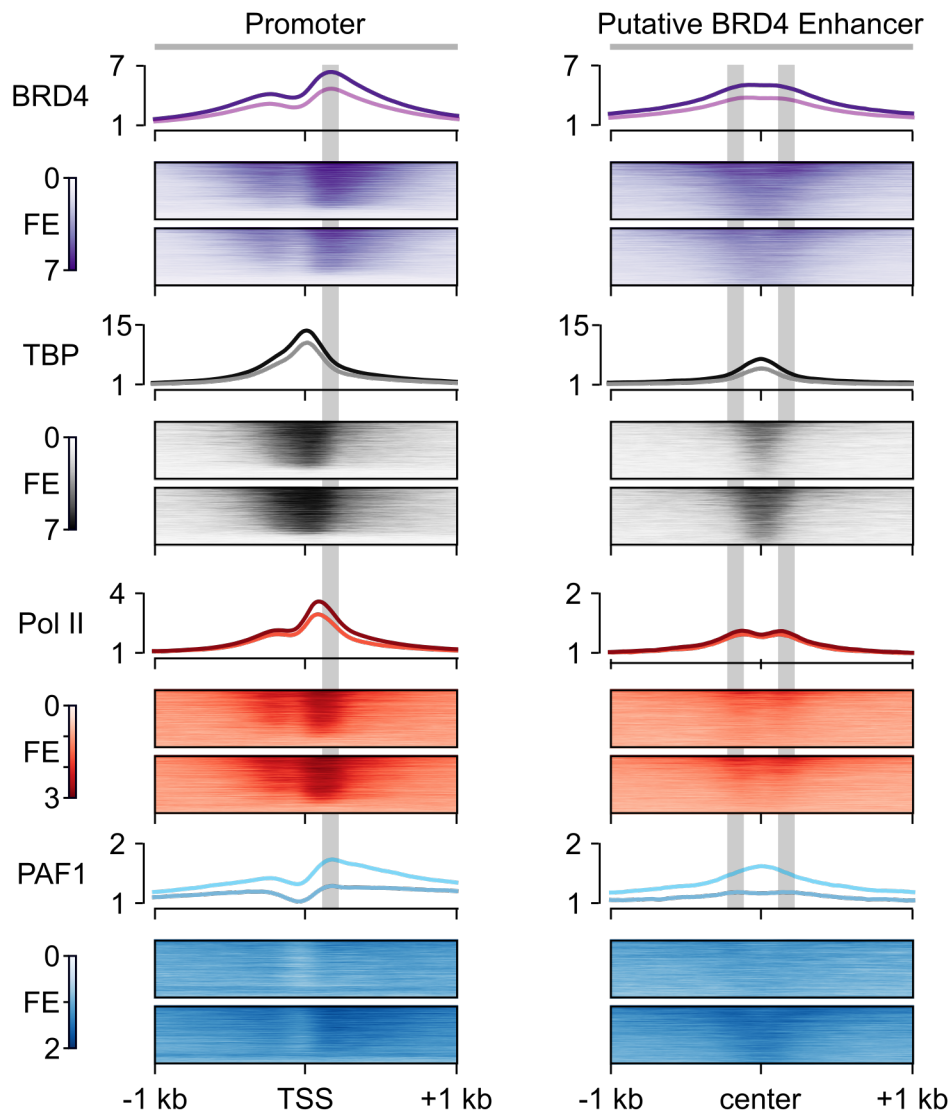 Promoter Putative BRD4 Enhancer
BRD4 7 1 7 1
0 FE 7
TBP 15 1 15 1
0 FE 7
Pol II 4 1 2 1
0 FE 3
PAF1 2 1 2 1
0 FE 2
-1 kb TSS +1 kb -1 kb center +1 kb